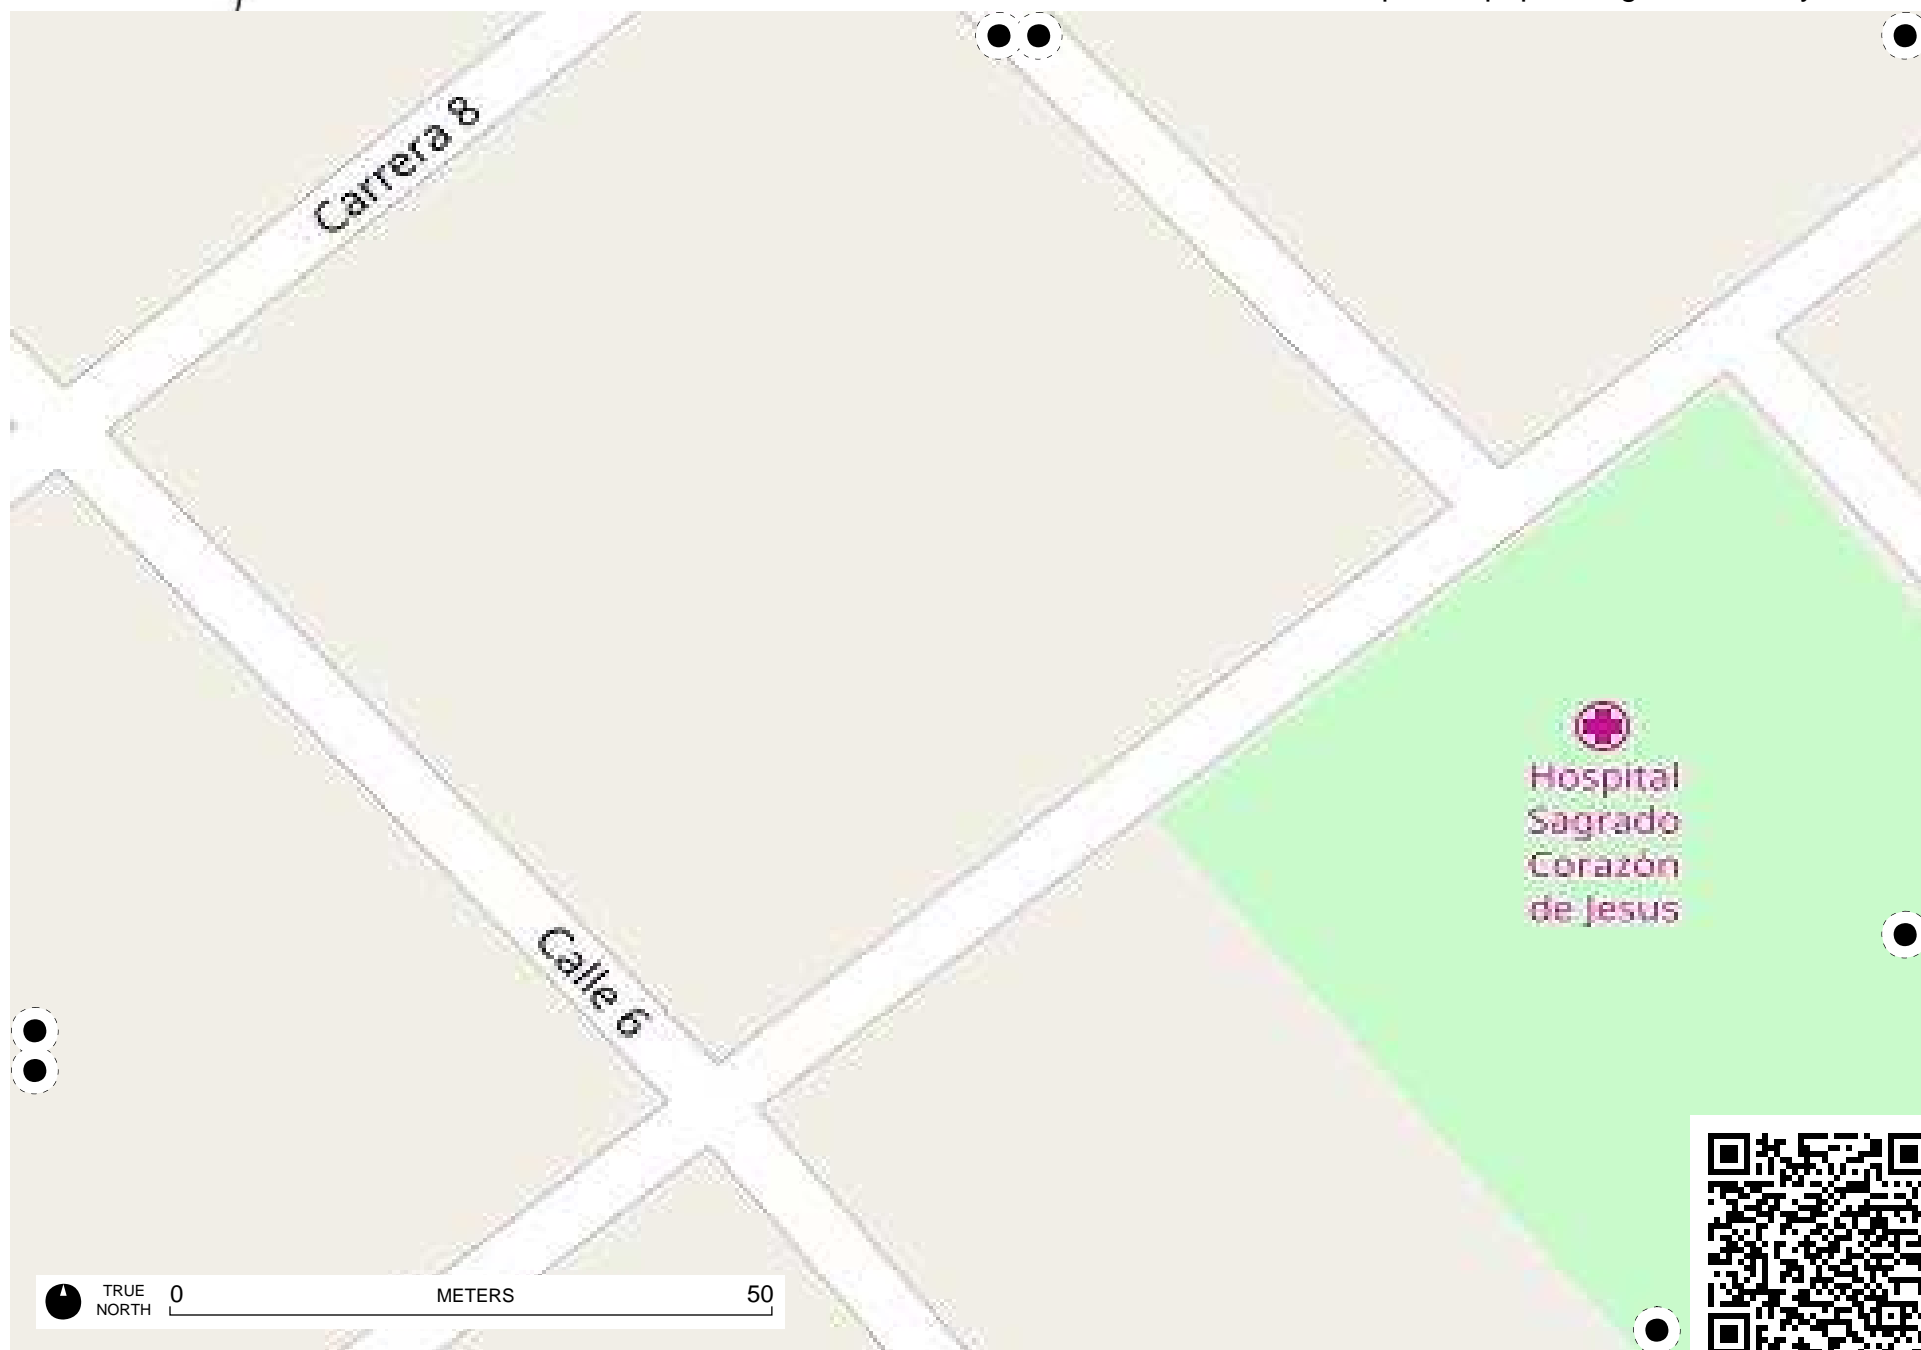 Carrera 8
Hospital
Sagrado
Corazón
de Jesus
Calle 6
TRUE
NORTH
0
METERS
50